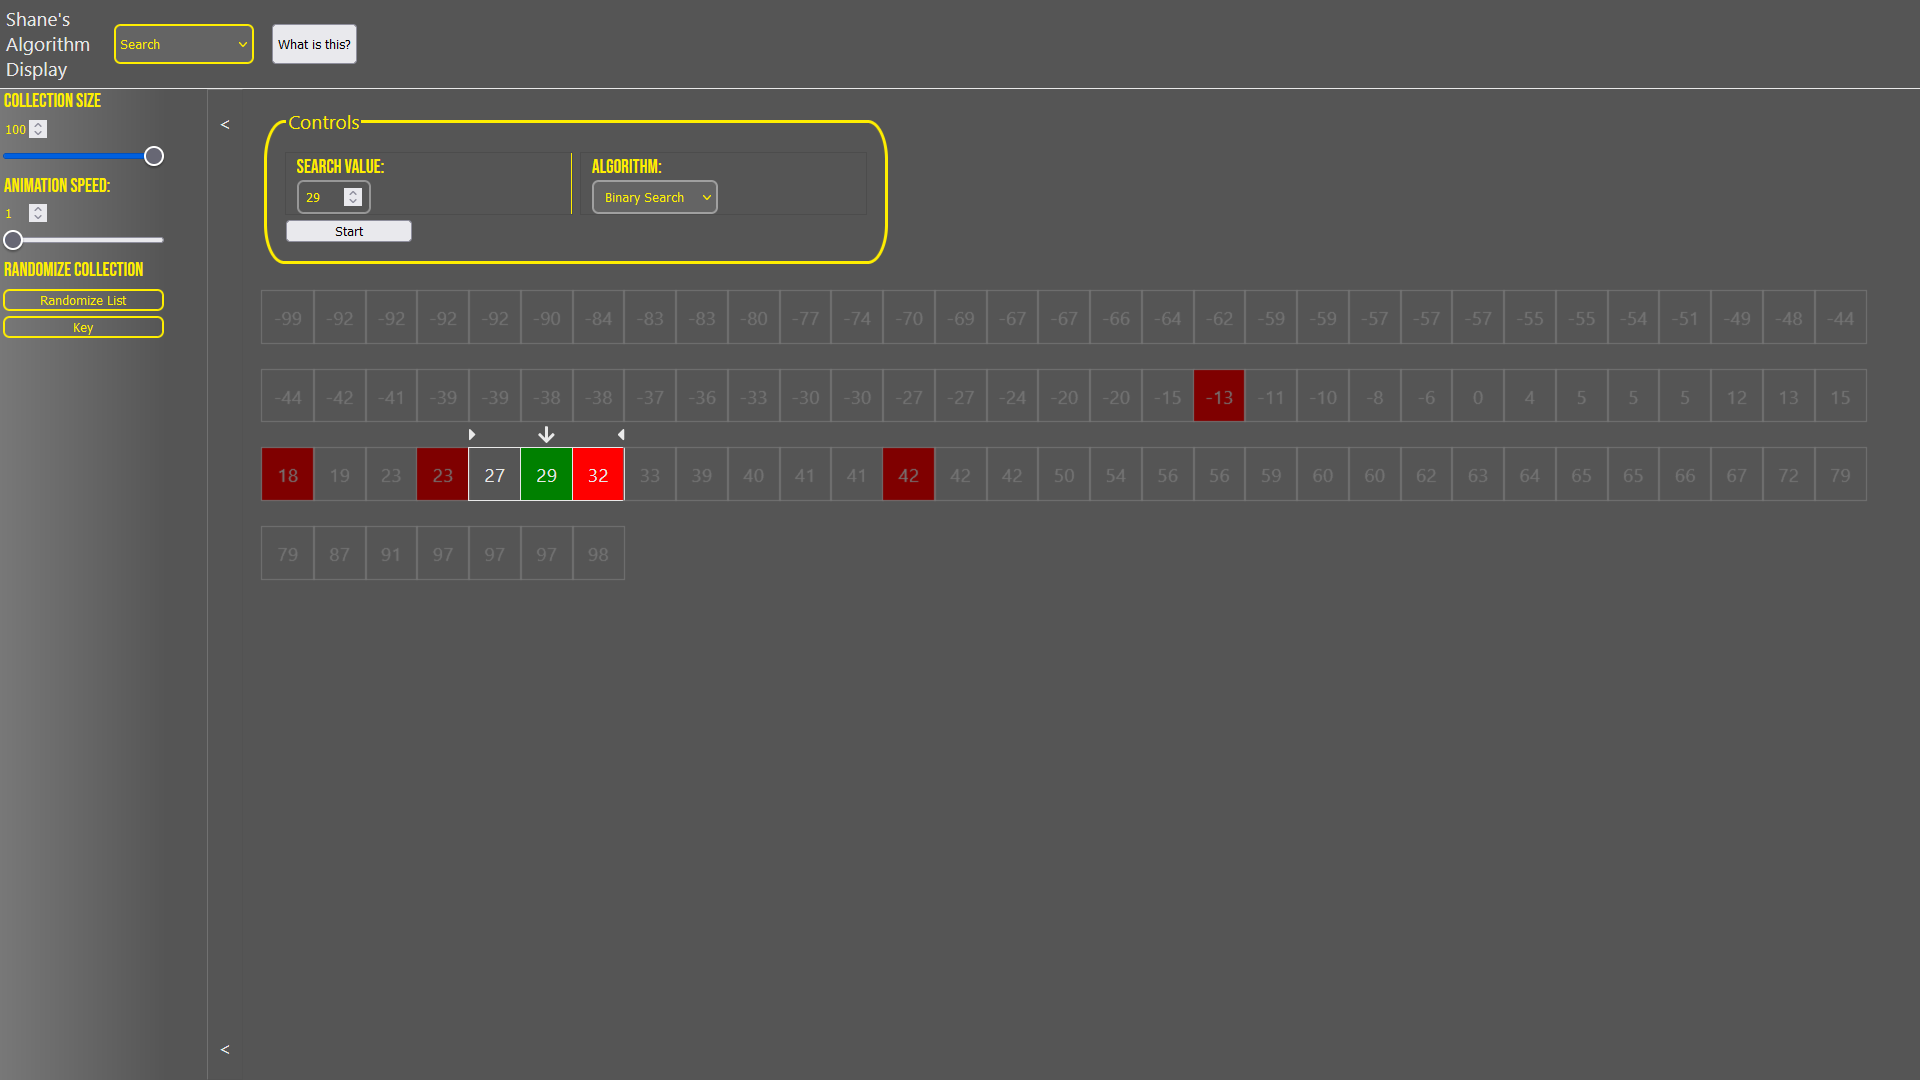 Shane's
Algorithm
Display
Search
What is this?
COLLECTION SIZE
100
ANIMATION SPEED:
1
RANDOMIZE COLLECTION
Randomize List
Key
<
Controls
SEARCH VALUE:
29
ALGORITHM:
Binary Search
Start
-99 -92 -92 -92 -92 -90 -84 -83 -83 -80 -77 -74 -70 -69 -67 -67 -66 -64 -62 -59 -59 -57 -57 -57 -55 -55 -54 -51 -49 -48 -44
-44 -42 -41 -39 -39 -38 -38 -37 -36 -33 -30 -30 -27 -27 -24 -20 -20 -15 -13 -11 -10 -8 -6 0 4 5 5 5 12 13 15
18 19 23 23 27 29 32 33 39 40 41 41 42 42 42 50 54 56 56 59 60 60 62 63 64 65 65 66 67 72 79
79 87 91 97 97 97 98
<